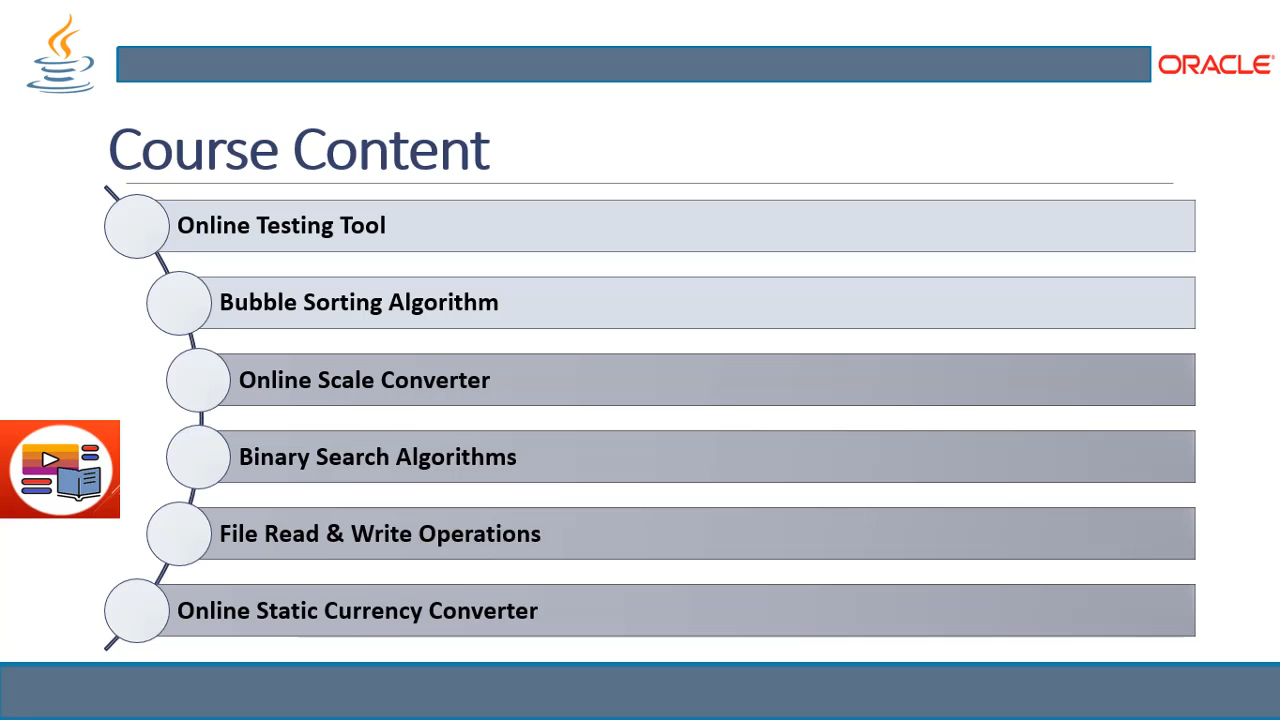 ORACLE
Course Content
Online Testing Tool
Bubble Sorting Algorithm
Online Scale Converter
Binary Search Algorithms
File Read & Write Operations
Online Static Currency Converter